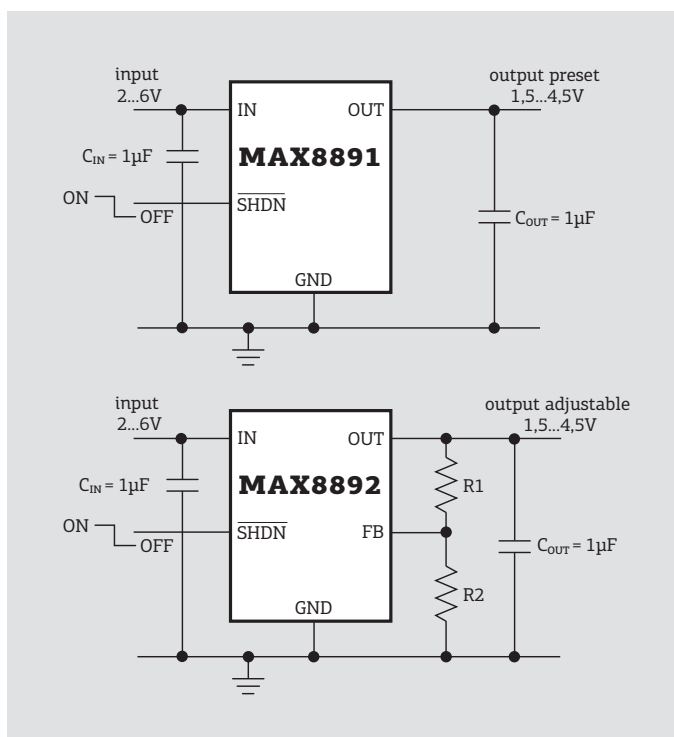 input
2...6V
output preset
1,5...4,5V
IN
OUT
C_IN = 1µF
MAX8891
ON
OFF
SHDN
C_OUT = 1µF
GND
input
2...6V
output adjustable
1,5...4,5V
IN
OUT
C_IN = 1µF
MAX8892
R1
ON
OFF
SHDN
FB
C_OUT = 1µF
R2
GND